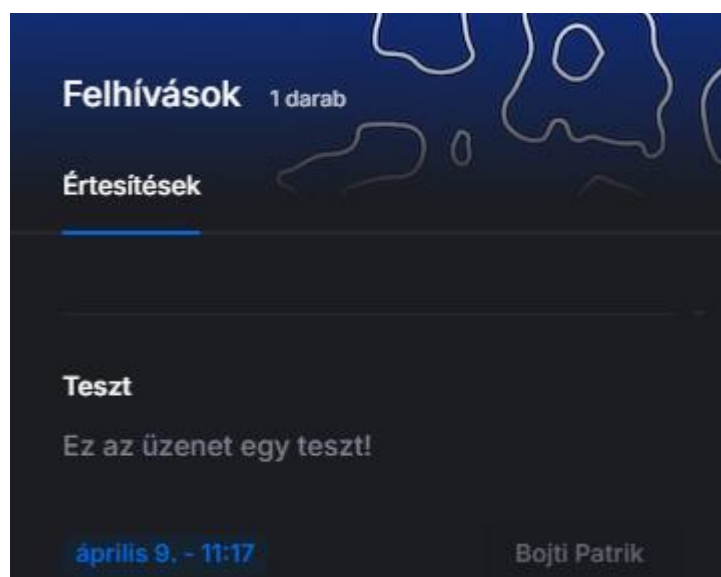 Felhívások 1 darab
Értesítések
Teszt
Ez az üzenet egy teszt!
április 9. - 11:17 Bojti Patrik